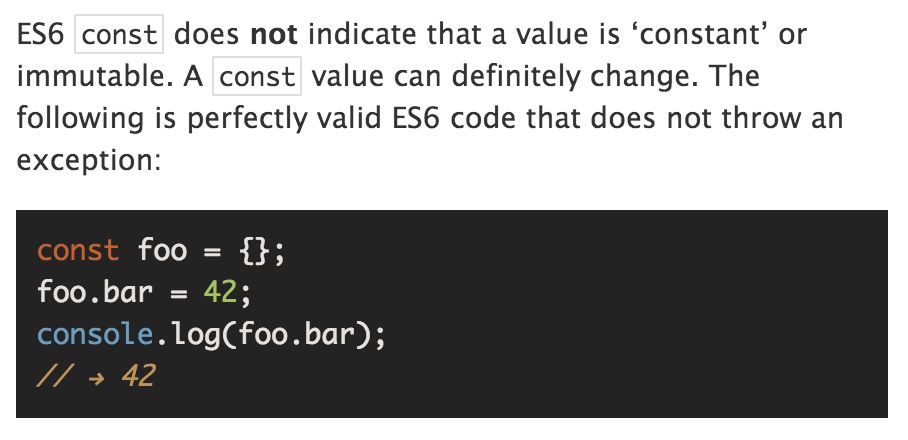 ES6 const does not indicate that a value is ‘constant’ or
immutable. A const value can definitely change. The
following is perfectly valid ES6 code that does not throw an
exception:
const foo = {};
foo.bar = 42;
console.log(foo.bar);
// → 42